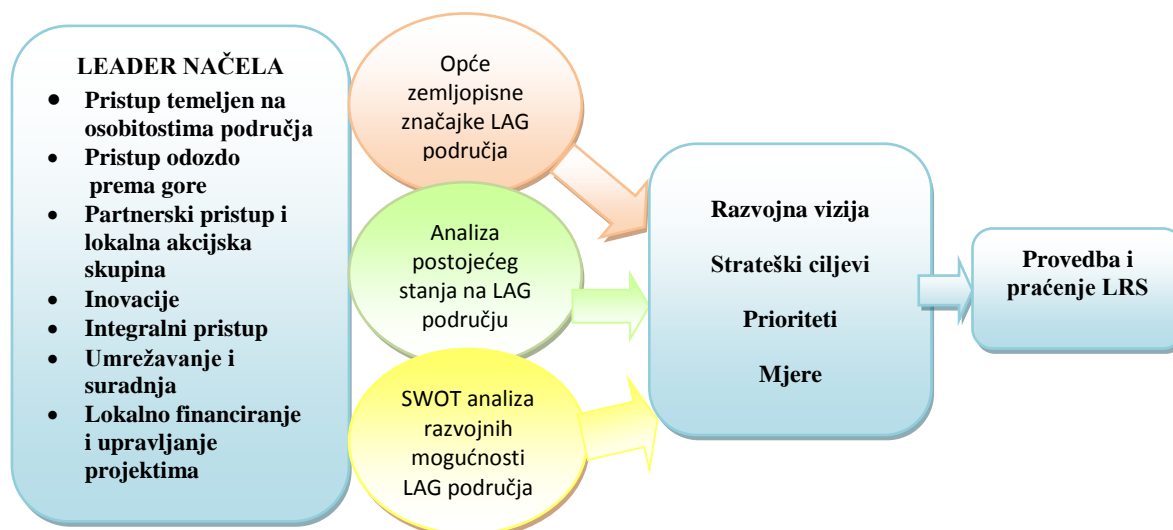 LEADER NAČELA
• Pristup temeljen na
osobitostima područja
• Pristup odozdo
prema gore
• Partnerski pristup i
lokalna akcijska
skupina
• Inovacije
• Integralni pristup
• Umrežavanje i
suradnja
• Lokalno financiranje
i upravljanje
projektima
Opće
zemljopisne
značajke LAG
područja
Analiza
postojećeg
stanja na LAG
području
SWOT analiza
razvojnih
mogućnosti
LAG područja
Razvojna vizija
Strateški ciljevi
Prioriteti
Mjere
Provedba i
praćenje LRS